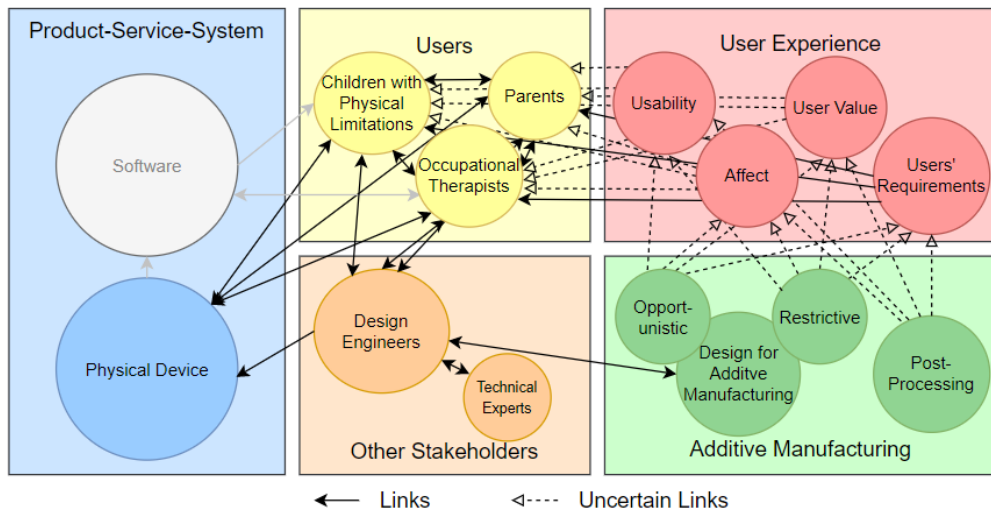 Product-Service-System
Software
Physical Device
Users
Children with
Physical
Limitations
Parents
Occupational
Therapists
User Experience
Usability
User Value
Affect
Users'
Requirements
Design
Engineers
Technical
Experts
Other Stakeholders
Opport-
unistic
Restrictive
Design for
Additve
Manufacturing
Post-
Processing
Additive Manufacturing
Links
Uncertain Links